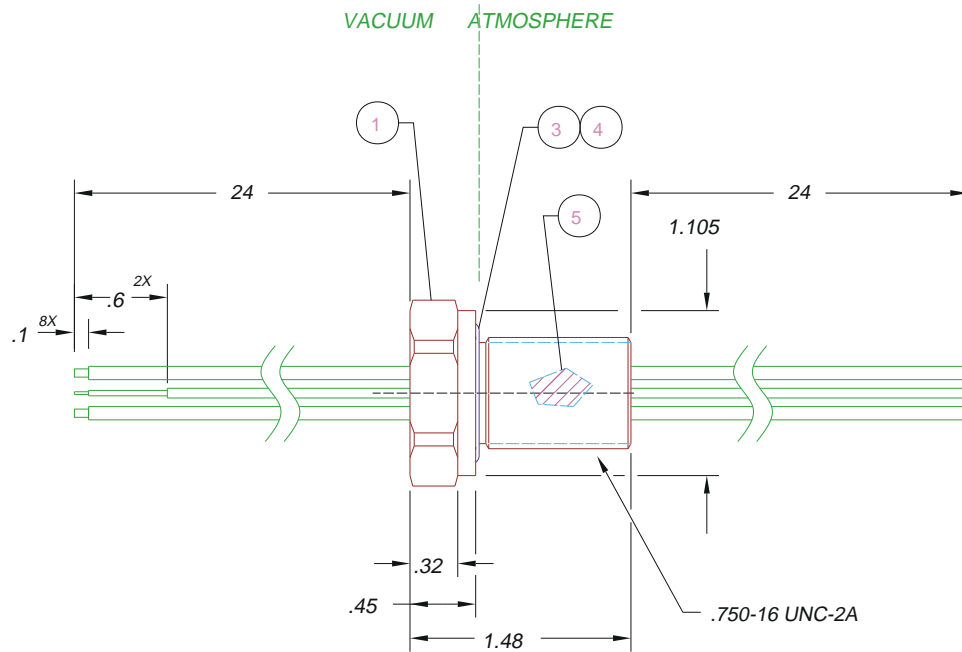 VACUUM ATMOSPHERE
1 3 4
24 24
5
1.105
2X
.6
8X
.1
.32
.45
.750-16 UNC-2A
1.48